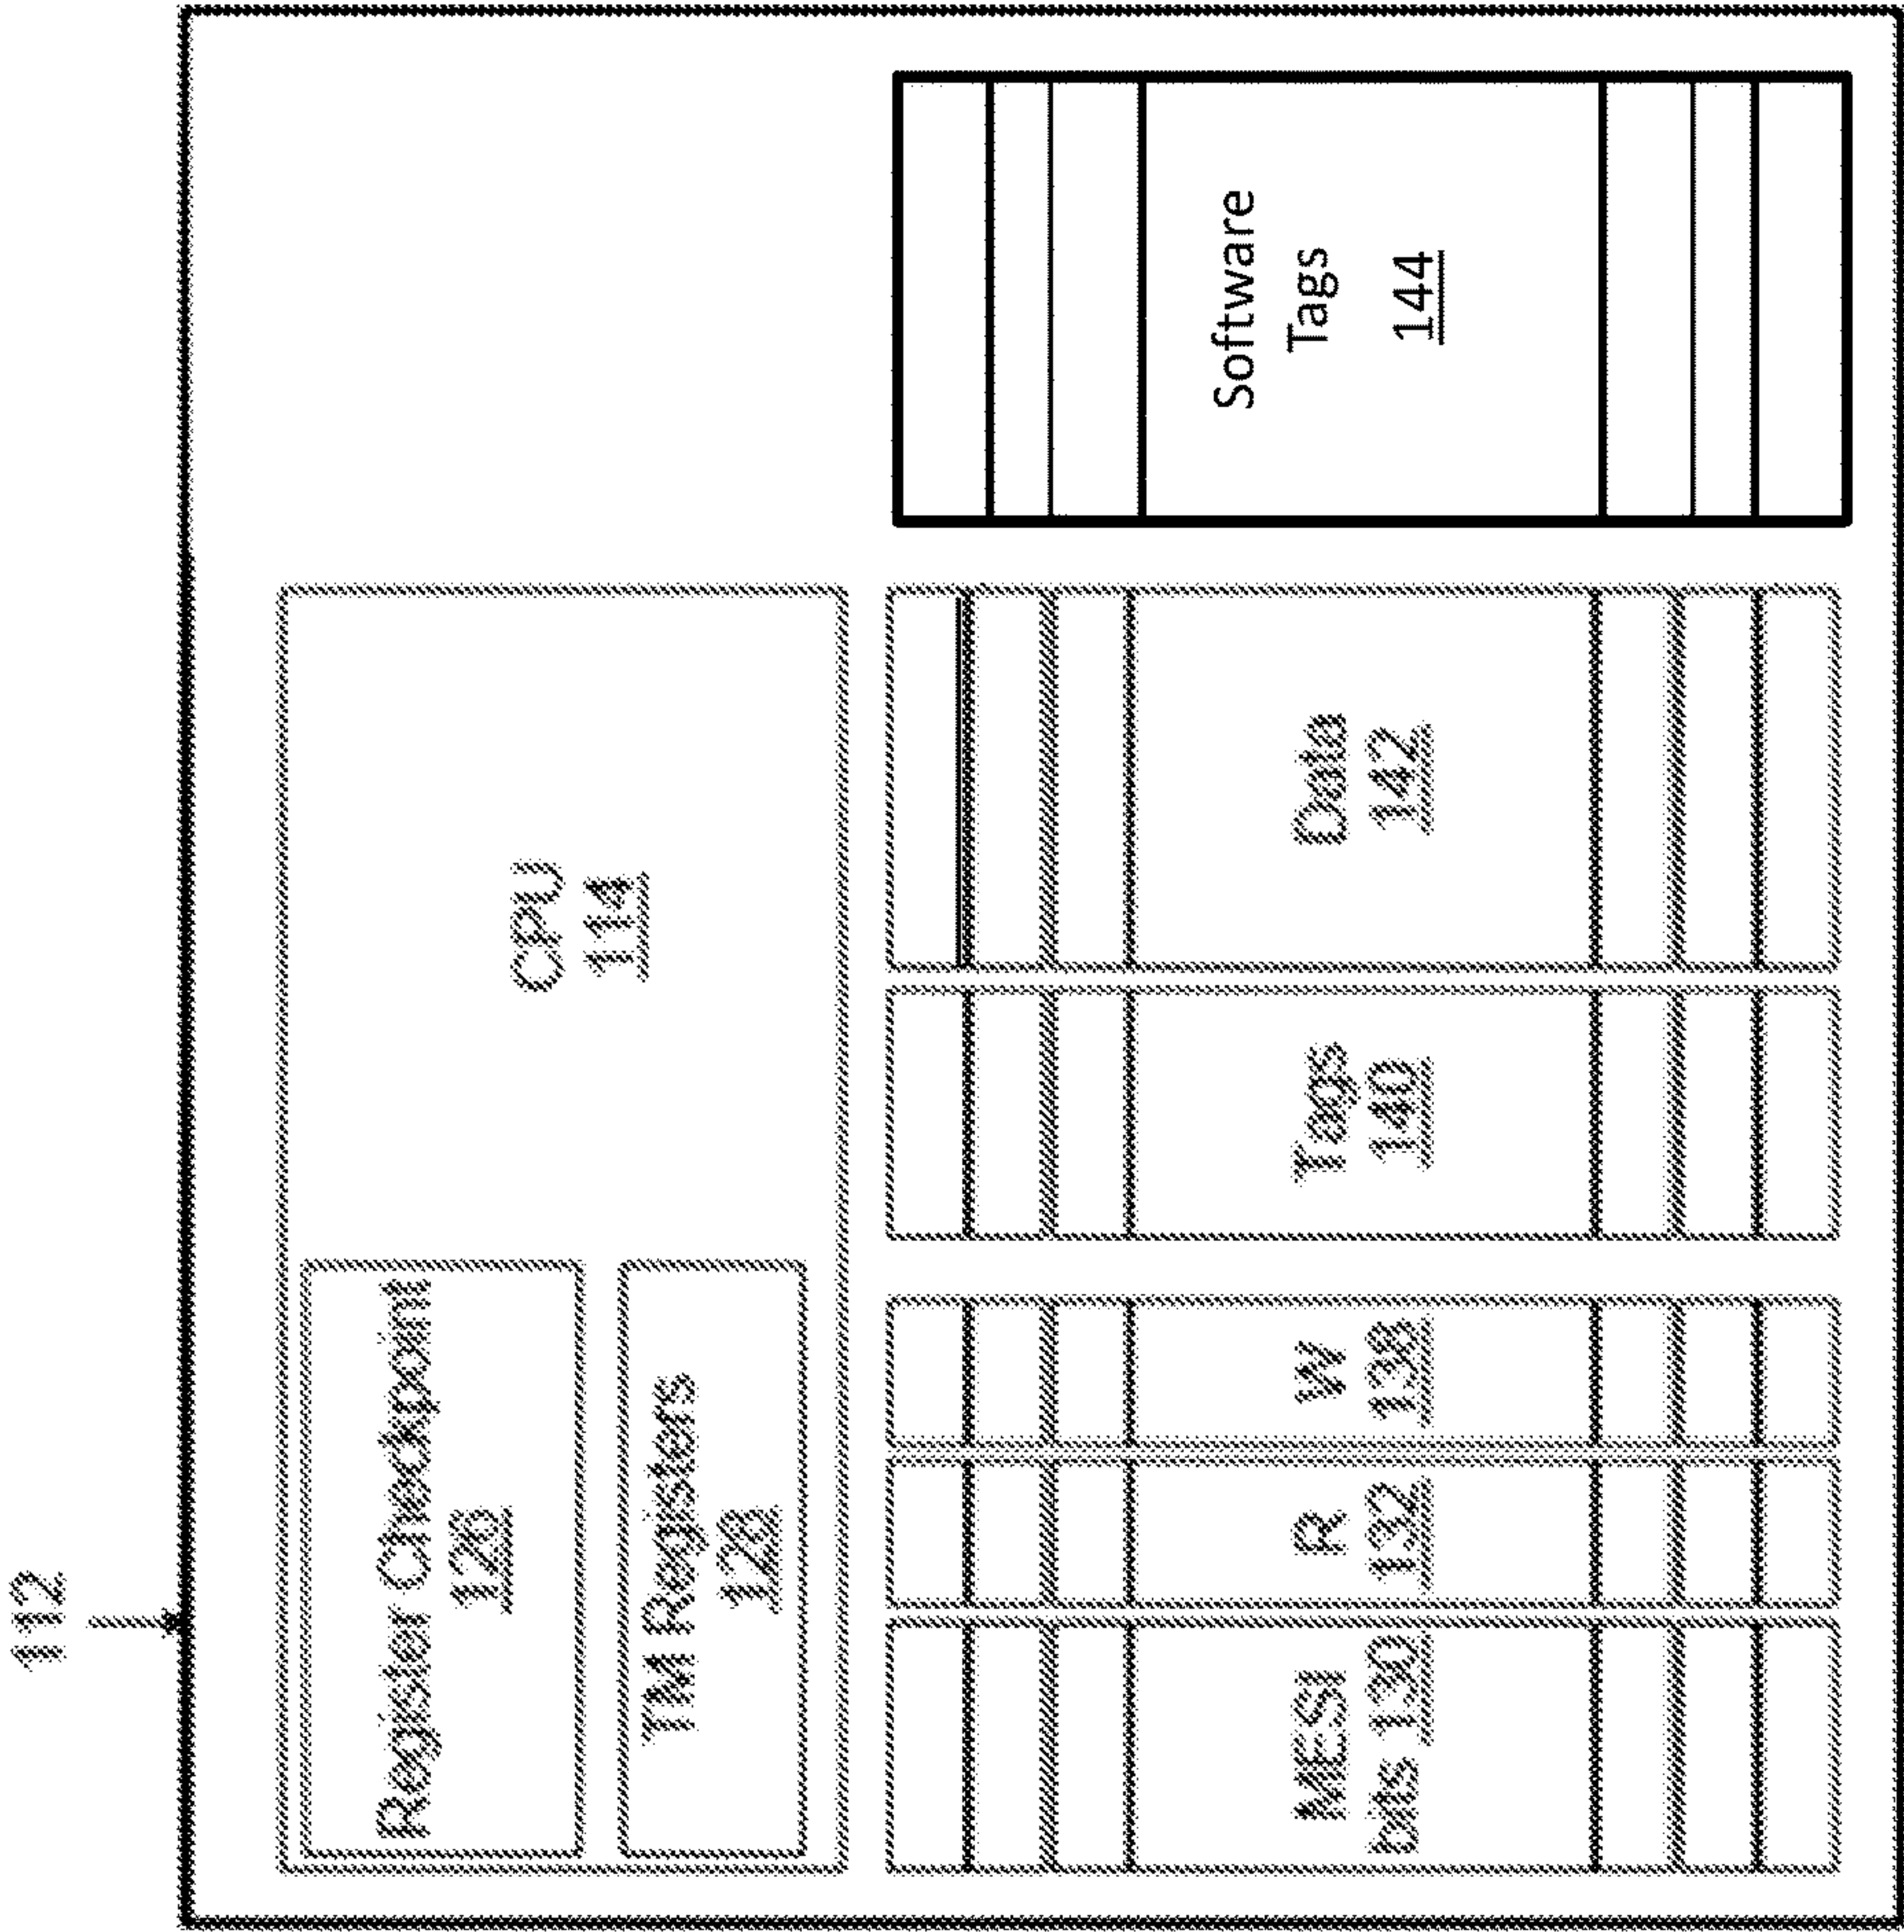 112
Register Checkpoint
126
CPU
114
TM Registers
128
MESI
bits 130
R
132
W
138
Tags
140
Data
142
Software
Tags
144